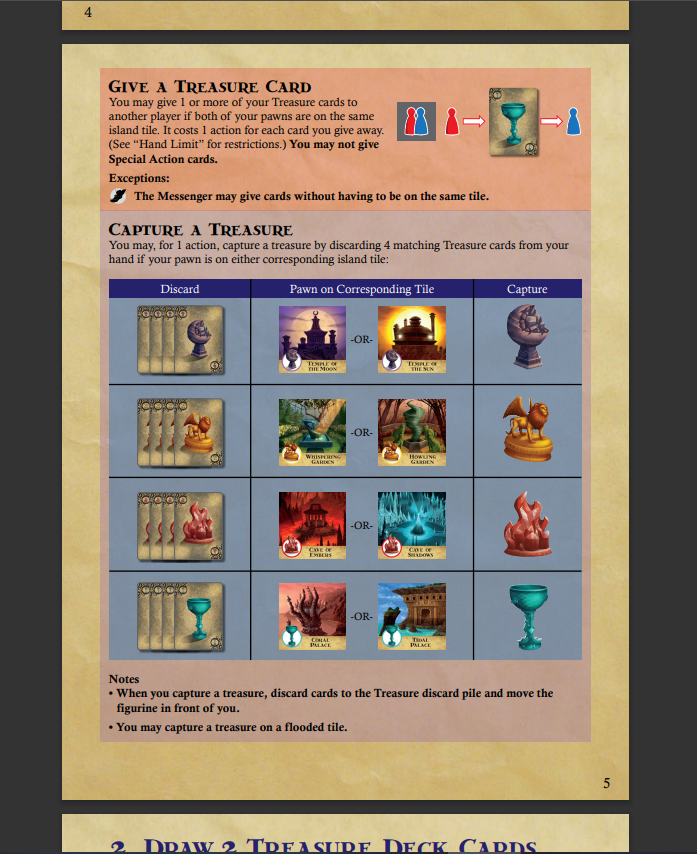 4
Give a Treasure Card
You may give 1 or more of your Treasure cards to
another player if both of your pawns are on the same
island tile. It costs 1 action for each card you give away.
(See “Hand Limit” for restrictions.) You may not give
Special Action cards.
Exceptions:
The Messenger may give cards without having to be on the same tile.
Capture a Treasure
You may, for 1 action, capture a treasure by discarding 4 matching Treasure cards from your
hand if your pawn is on either corresponding island tile:
Discard Pawn on Corresponding Tile Capture
Temple of the Moon -OR- Temple of the Sun
Whispering Garden -OR- Howling Garden
Cave of Embers -OR- Cave of Shadows
Coral Palace -OR- Tidal Palace
Notes
• When you capture a treasure, discard cards to the Treasure discard pile and move the
figurine in front of you.
• You may capture a treasure on a flooded tile.
5
2. Draw 2 Treasure Deck Cards